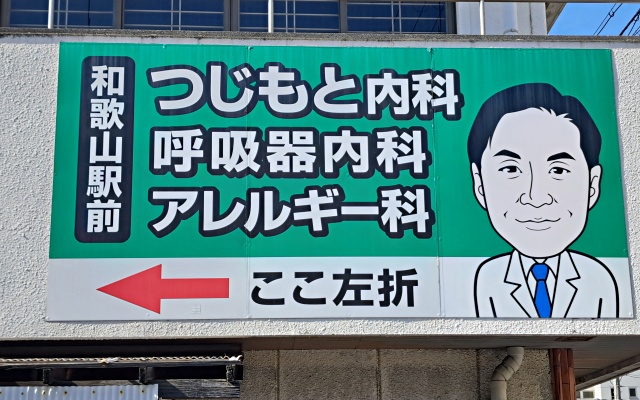 和歌山駅前
つじもと内科
呼吸器内科
アレルギー科
ここ左折